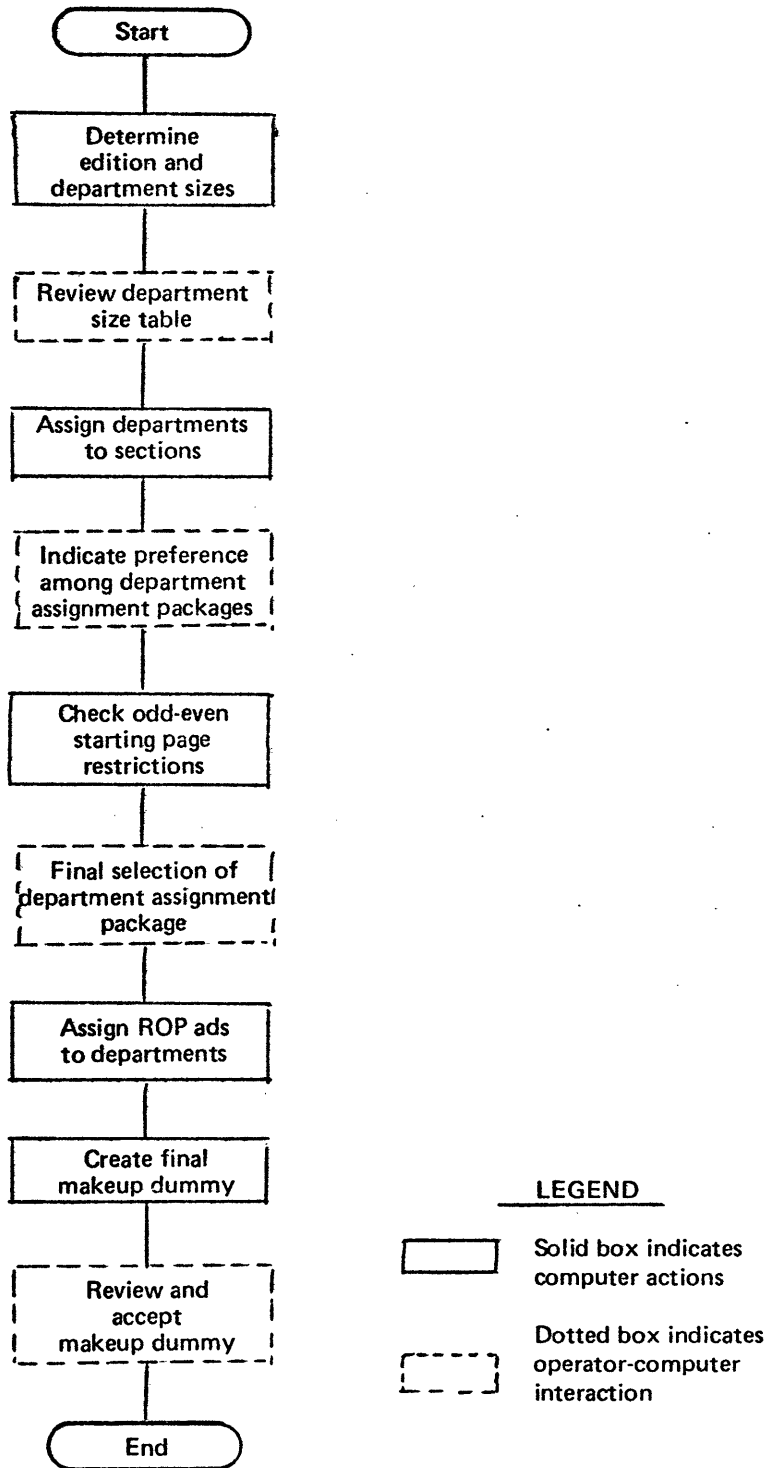 Start
Determine
edition and
department sizes
Review department
size table
Assign departments
to sections
Indicate preference
among department
assignment packages
Check odd-even
starting page
restrictions
Final selection of
department assignment
package
Assign ROP ads
to departments
Create final
makeup dummy
Review and
accept
makeup dummy
End
LEGEND
Solid box indicates
computer actions
Dotted box indicates
operator-computer
interaction